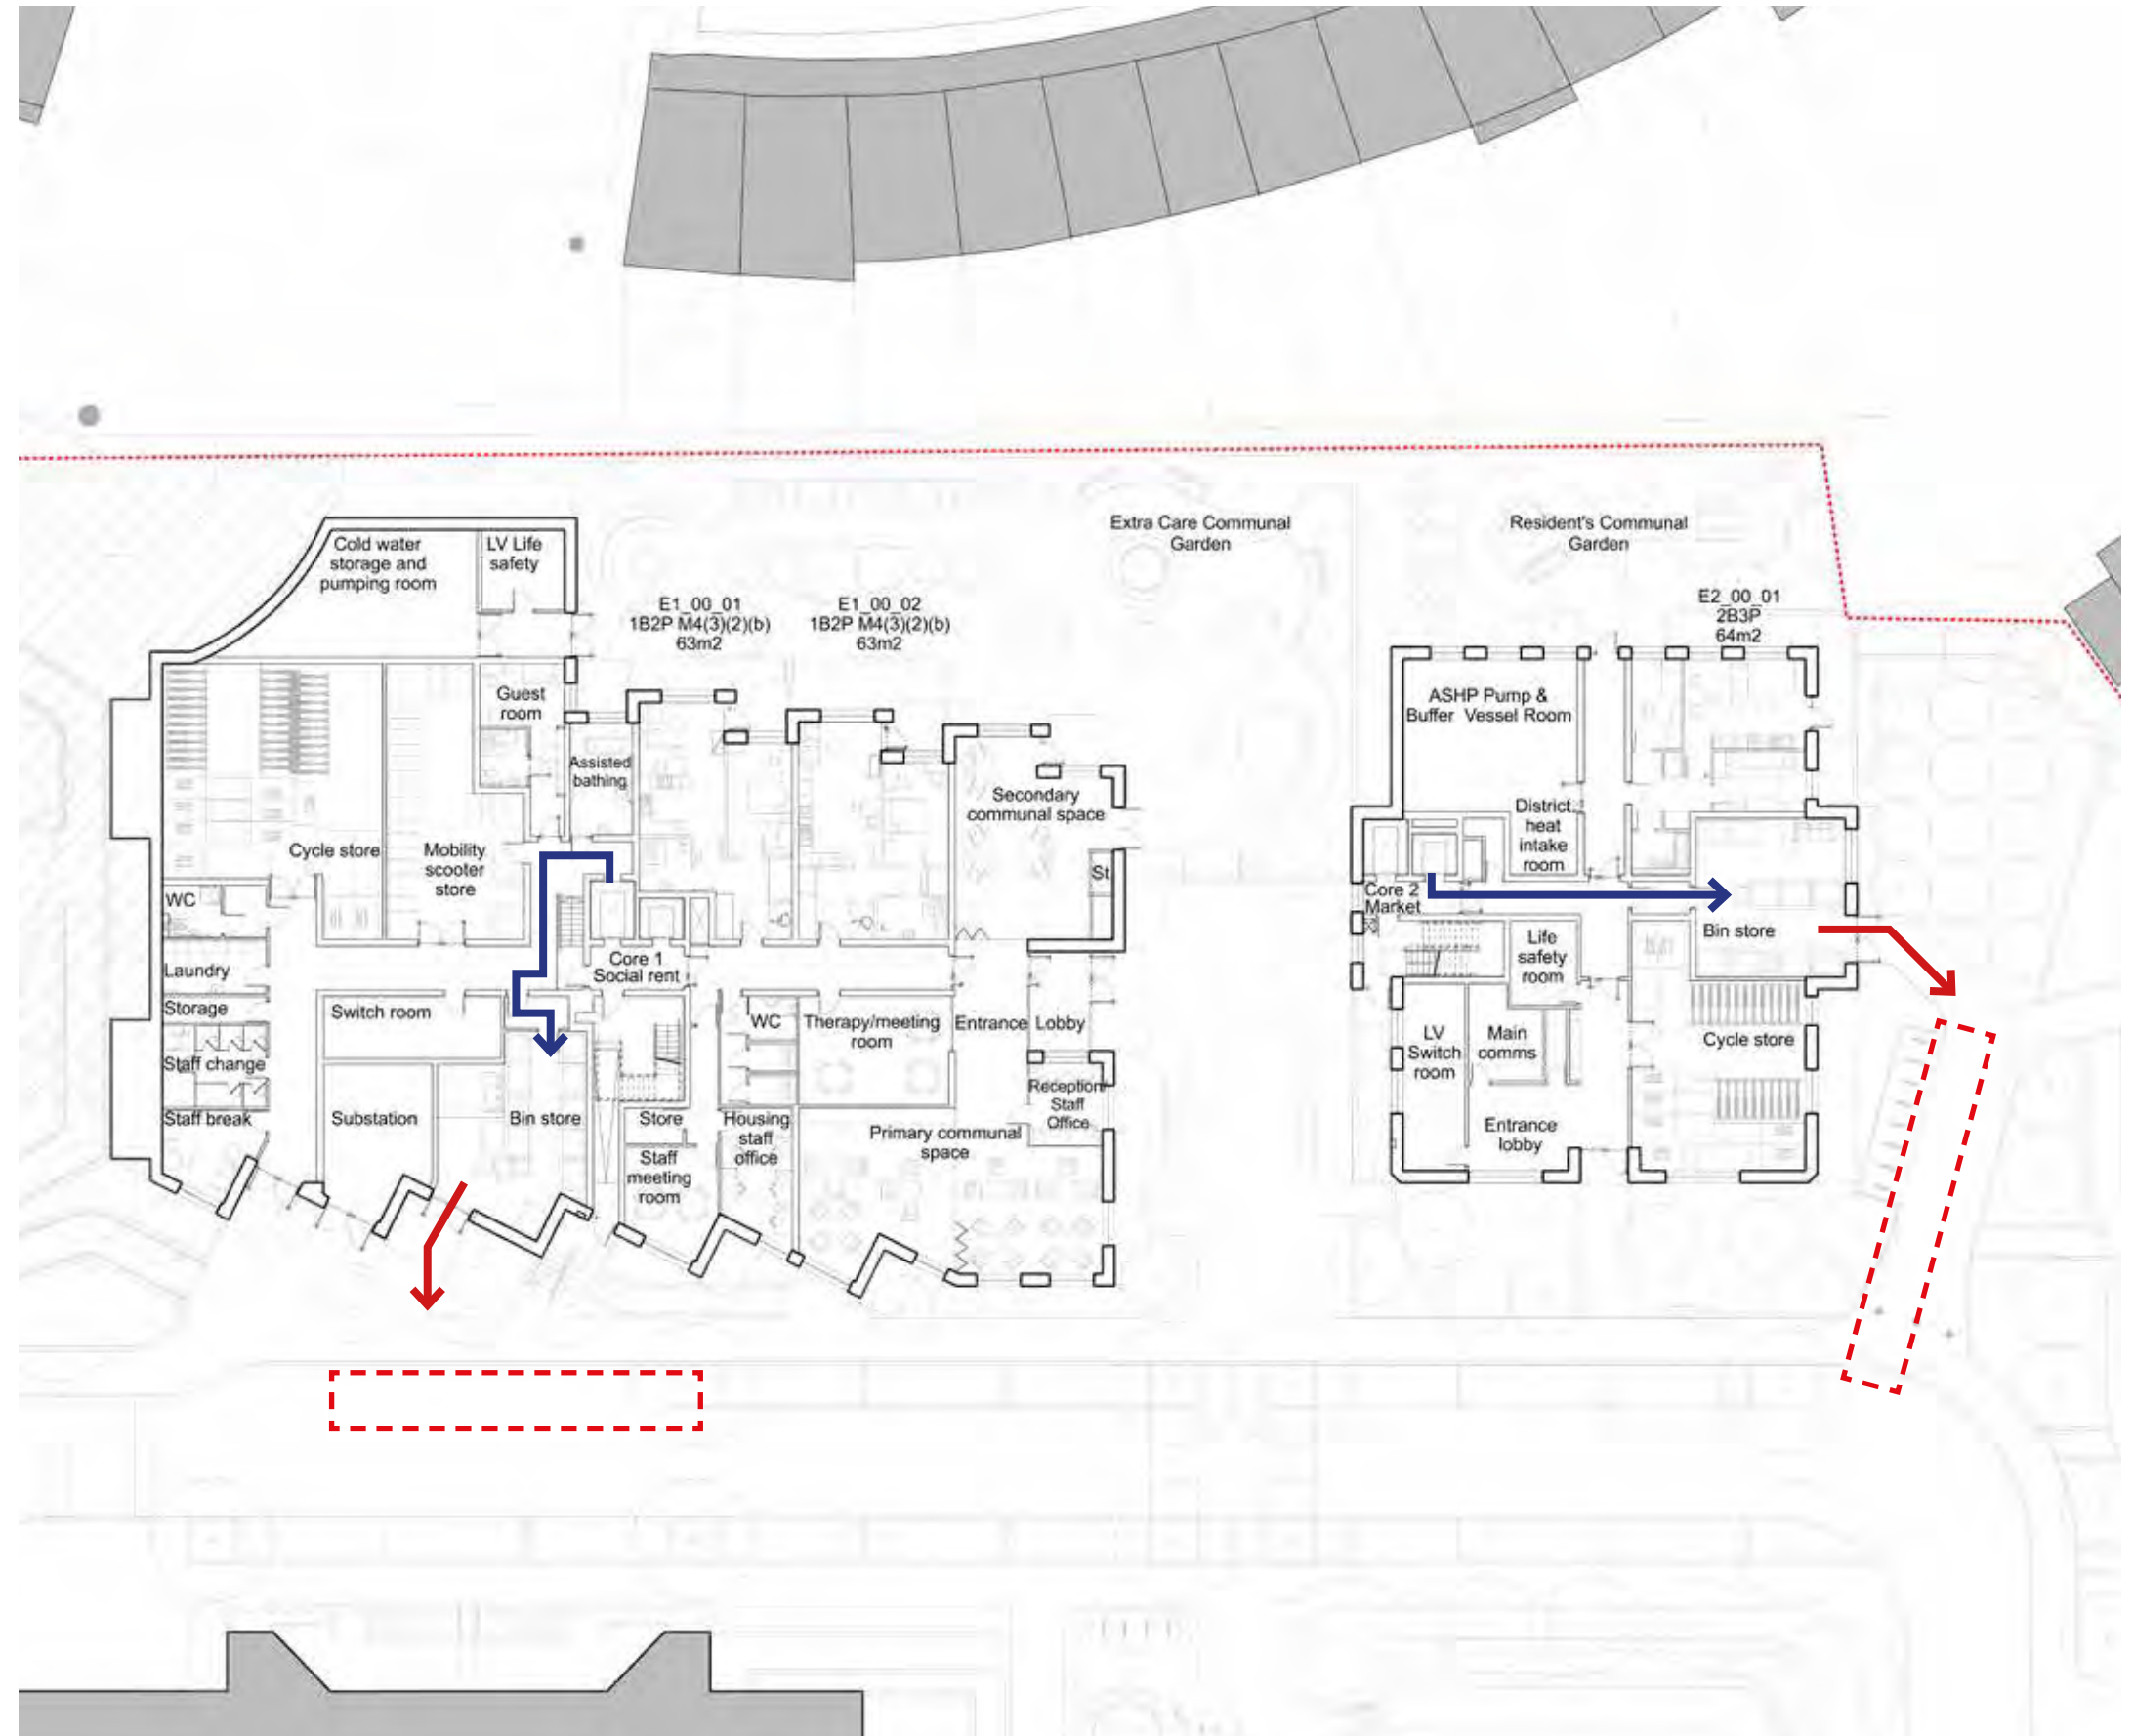 Extra Care Communal
Garden
Resident's Communal
Garden
Cold water
storage and
pumping room
LV Life
safety
E1_00_01
1B2P M4(3)(2)(b)
63m2
E1_00_02
1B2P M4(3)(2)(b)
63m2
E2_00_01
2B3P
64m2
Guest
room
Assisted
bathing
Secondary
communal space
ASHP Pump &
Buffer Vessel Room
District
heat
intake
room
Cycle store
Mobility
scooter
store
St
WC
Core 2
Market
Bin store
Laundry
Core 1
Social rent
Life
safety
room
Storage
Switch room
WC
Therapy/meeting
room
Entrance
Lobby
LV
Switch
room
Main
comms
Cycle store
Staff change
Reception/
Staff
Office
Staff break
Substation
Bin store
Store
Housing
staff
office
Primary communal
space
Entrance
lobby
Staff
meeting
room